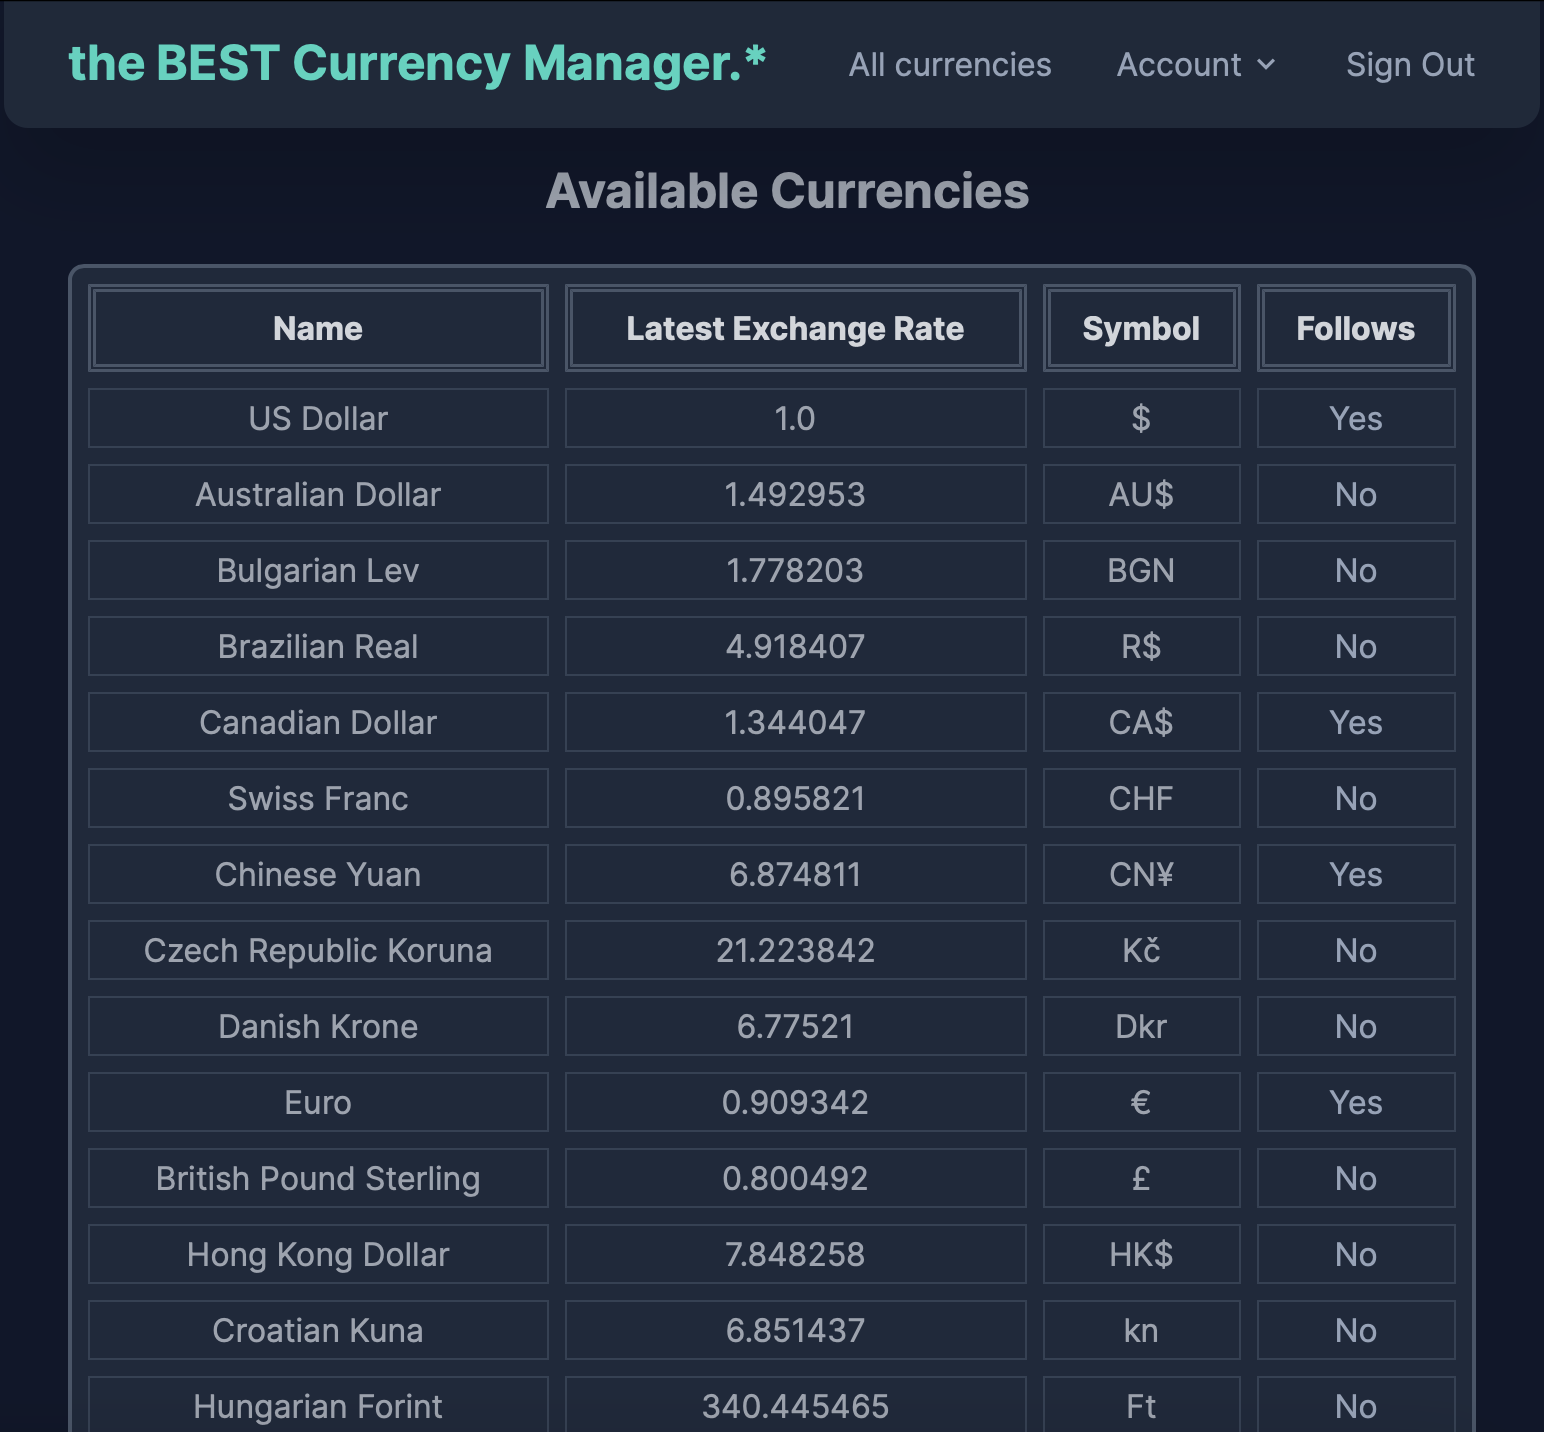 the BEST Currency Manager.* All currencies Account Sign Out
Available Currencies
Name Latest Exchange Rate Symbol Follows
US Dollar 1.0 $ Yes
Australian Dollar 1.492953 AU$ No
Bulgarian Lev 1.778203 BGN No
Brazilian Real 4.918407 R$ No
Canadian Dollar 1.344047 CA$ Yes
Swiss Franc 0.895821 CHF No
Chinese Yuan 6.874811 CN¥ Yes
Czech Republic Koruna 21.223842 Kč No
Danish Krone 6.77521 Dkr No
Euro 0.909342 € Yes
British Pound Sterling 0.800492 £ No
Hong Kong Dollar 7.848258 HK$ No
Croatian Kuna 6.851437 kn No
Hungarian Forint 340.445465 Ft No